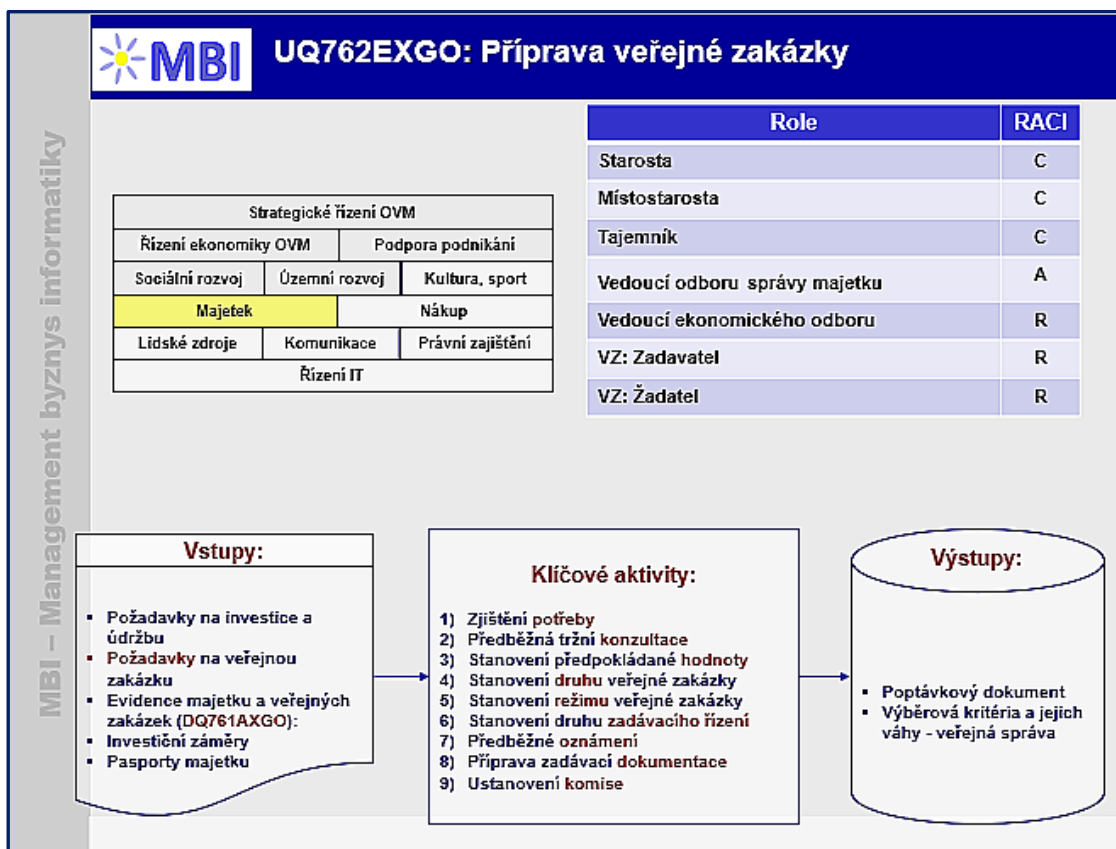 MBI
UQ762EXGO: Příprava veřejné zakázky
MBI – Management byznys informatiky
Strategické řízení OVM
Řízení ekonomiky OVM Podpora podnikání
Sociální rozvoj Územní rozvoj Kultura, sport
Majetek Nákup
Lidské zdroje Komunikace Právní zajištění
Řízení IT
Role RACI
Starosta C
Místostarosta C
Tajemník C
Vedoucí odboru správy majetku A
Vedoucí ekonomického odboru R
VZ: Zadavatel R
VZ: Žadatel R
Vstupy:
▪ Požadavky na investice a
údržbu
▪ Požadavky na veřejnou
zakázku
▪ Evidence majetku a veřejných
zakázek (DQ761AXGO):
▪ Investiční záměry
▪ Pasporty majetku
Klíčové aktivity:
1) Zjištění potřeby
2) Předběžná tržní konzultace
3) Stanovení předpokládané hodnoty
4) Stanovení druhu veřejné zakázky
5) Stanovení režimu veřejné zakázky
6) Stanovení druhu zadávacího řízení
7) Předběžné oznámení
8) Příprava zadávací dokumentace
9) Ustanovení komise
Výstupy:
▪ Poptávkový dokument
▪ Výběrová kritéria a jejich
váhy - veřejná správa